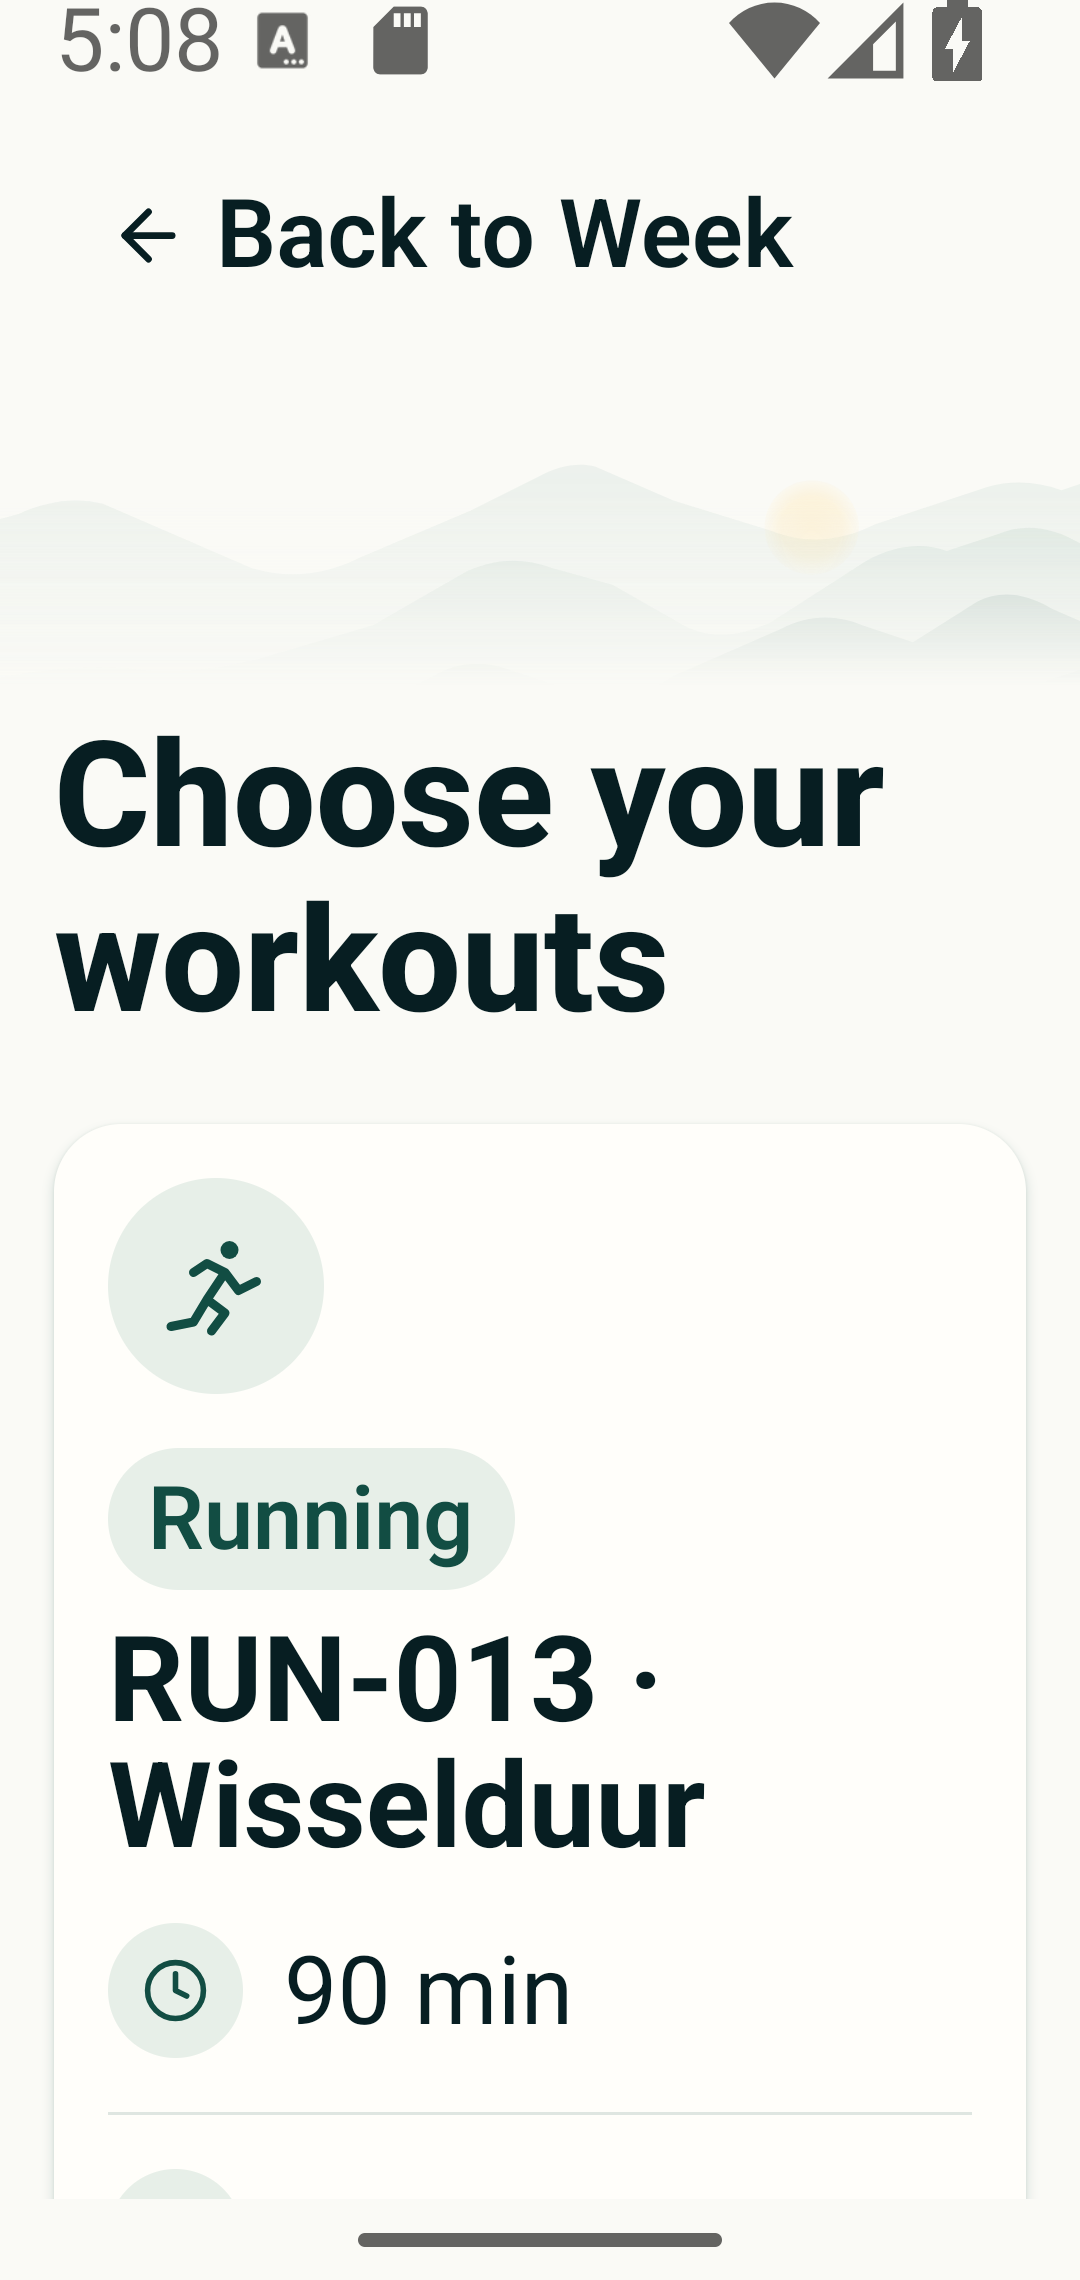 5:08
Back to Week
Choose your
workouts
Running
RUN-013 ·
Wisselduur
90 min